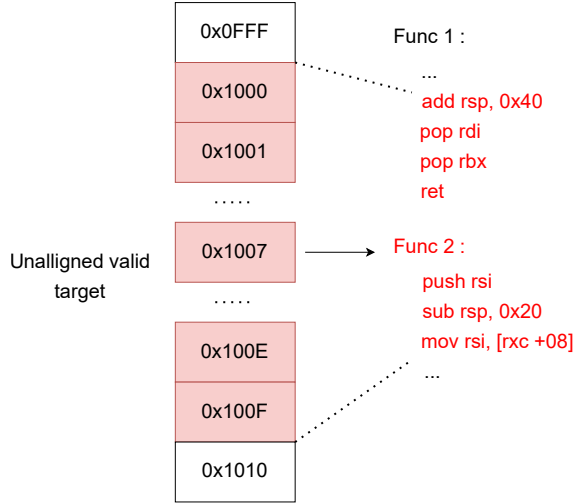 0x0FFF
0x1000
0x1001
.....
0x1007
.....
0x100E
0x100F
0x1010
Unaligned valid
target
Func 1 :
...
add rsp, 0x40
pop rdi
pop rbx
ret
Func 2 :
push rsi
sub rsp, 0x20
mov rsi, [rxc +08]
...